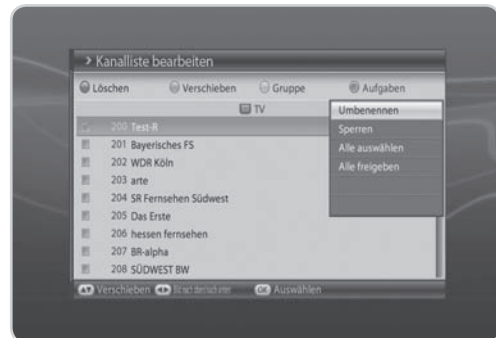 Kanalliste bearbeiten
Löschen Verschieben Gruppe Aufgaben
TV
Umbenennen
Sperren
Alle auswählen
Alle freigeben
200 Test-R
201 Bayerisches FS
202 WDR Köln
203 arte
204 SR Fernsehen Südwest
205 Das Erste
206 hessen fernsehen
207 BR-alpha
208 SÜDWEST BW
Verschieben OK Auswählen